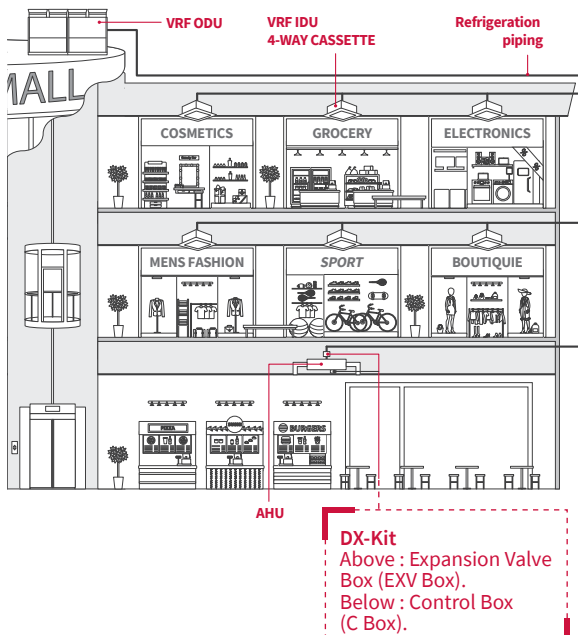 VRF ODU
VRF IDU
4-WAY CASSETTE
Refrigeration
piping
MALL
COSMETICS
GROCERY
ELECTRONICS
MENS FASHION
SPORT
BOUTIQUIE
PIZZA
BURGERS
AHU
DX-Kit
Above : Expansion Valve
Box (EXV Box).
Below : Control Box
(C Box).